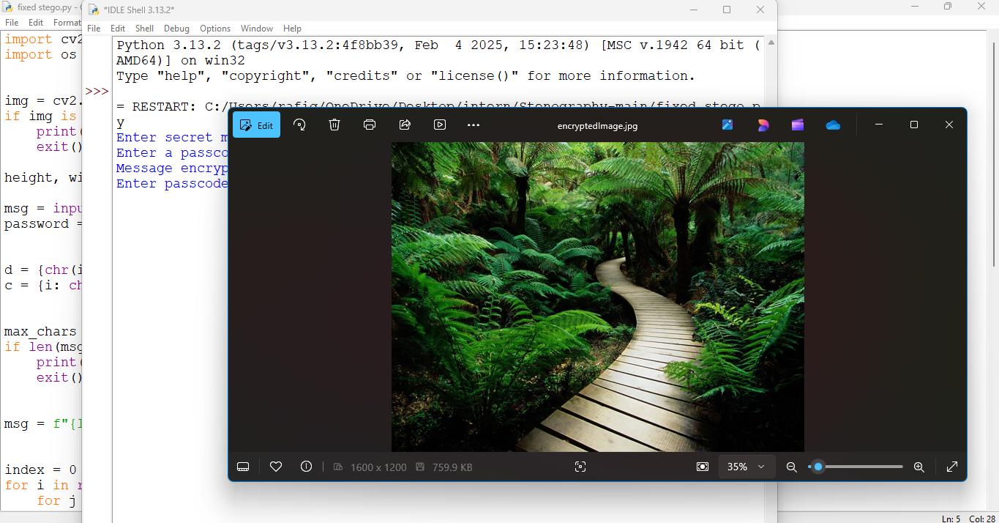 fixed stego.py -
File Edit Format
import cv2
import os
img = cv2.
if img is
print(
exit()
height, wi
msg = inpu
password =
d = {chr(i
c = {i: ch
max_chars
if len(msg
print(
exit()
msg = f"{l
index = 0
for i in r
for j
*IDLE Shell 3.13.2*
File Edit Shell Debug Options Window Help
Python 3.13.2 (tags/v3.13.2:4f8bb39, Feb 4 2025, 15:23:48) [MSC v.1942 64 bit (
AMD64)] on win32
Type "help", "copyright", "credits" or "license()" for more information.
>>>
= RESTART: C:/Users/rafig/OneDrive/Desktop/intern/Stenography-main/fixed stego.p
y
Enter secret m
Enter a passco
Message encryp
Enter passcode
Edit
encryptedImage.jpg
1600 x 1200 759.9 KB
35%
Ln: 5 Col: 28